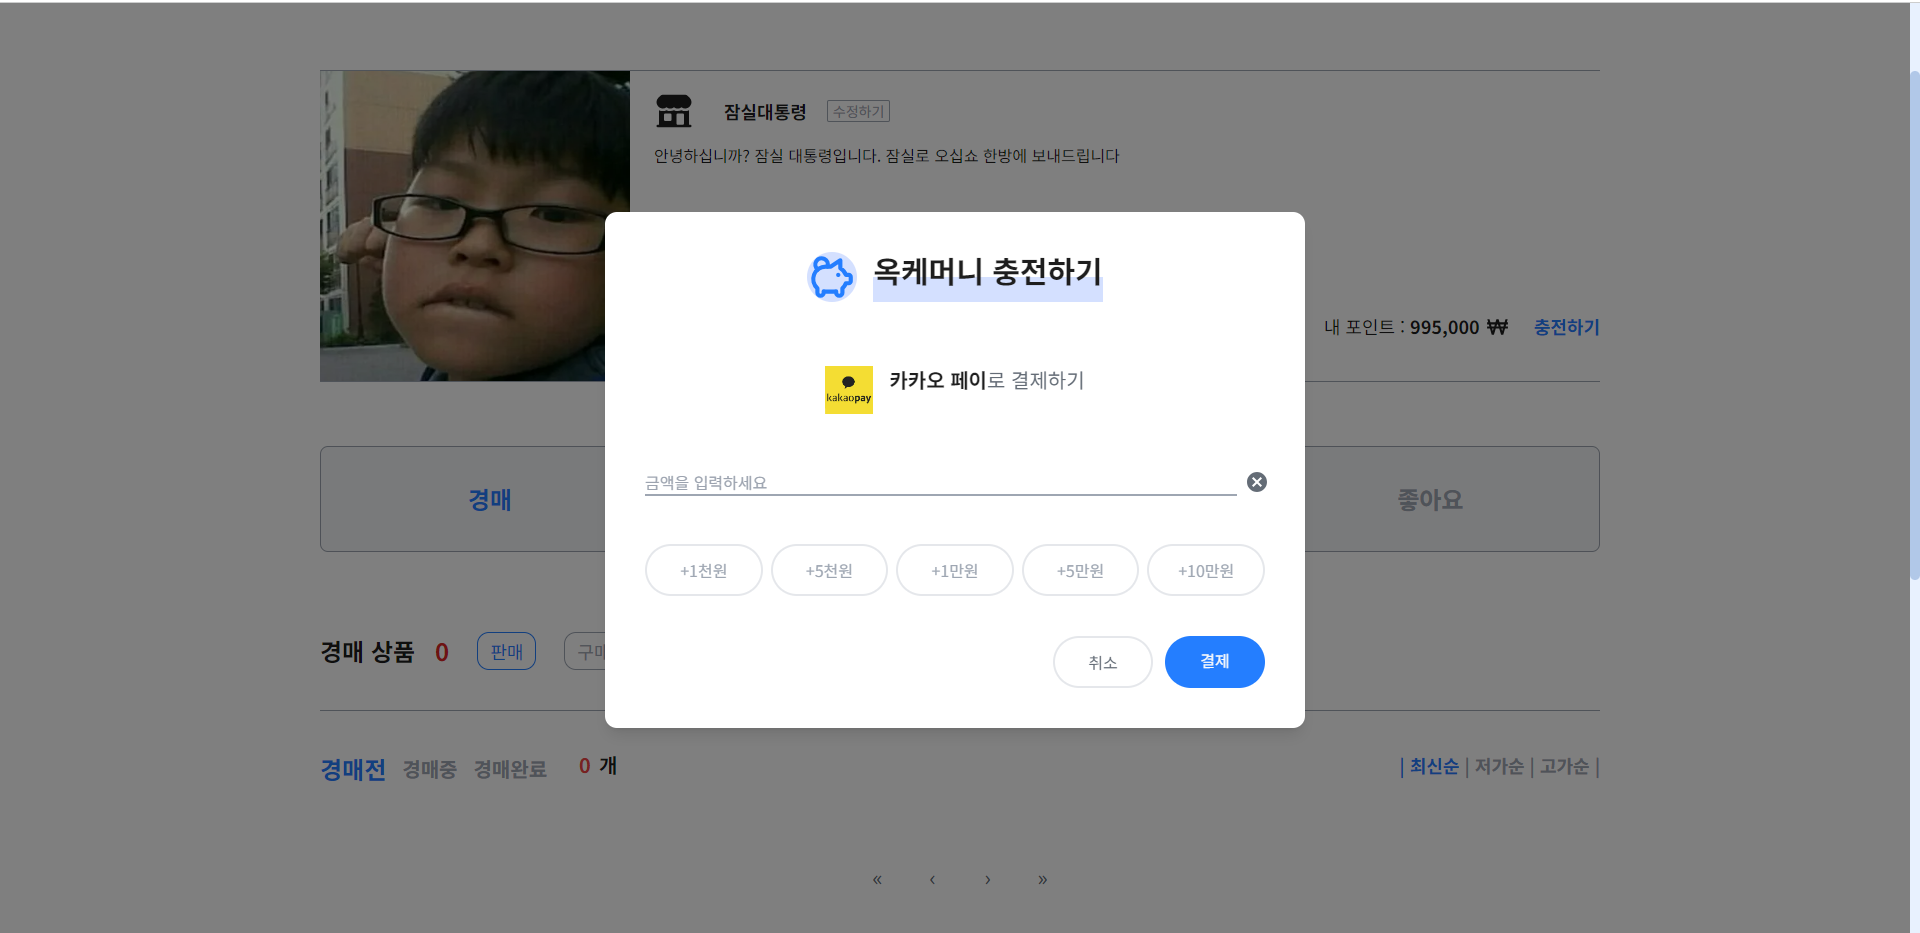 잠실대통령 수정하기
안녕하십니까? 잠실 대통령입니다. 잠실로 오십쇼 한방에 보내드립니다
옥케머니 충전하기
내 포인트 : 995,000 ₩ 충전하기
kakaopay 카카오 페이로 결제하기
금액을 입력하세요
경매 좋아요
+1천원 +5천원 +1만원 +5만원 +10만원
경매 상품 0 판매
취소 결제
경매전 경매중 경매완료 0 개
| 최신순 | 저가순 | 고가순 |
« ‹ › »